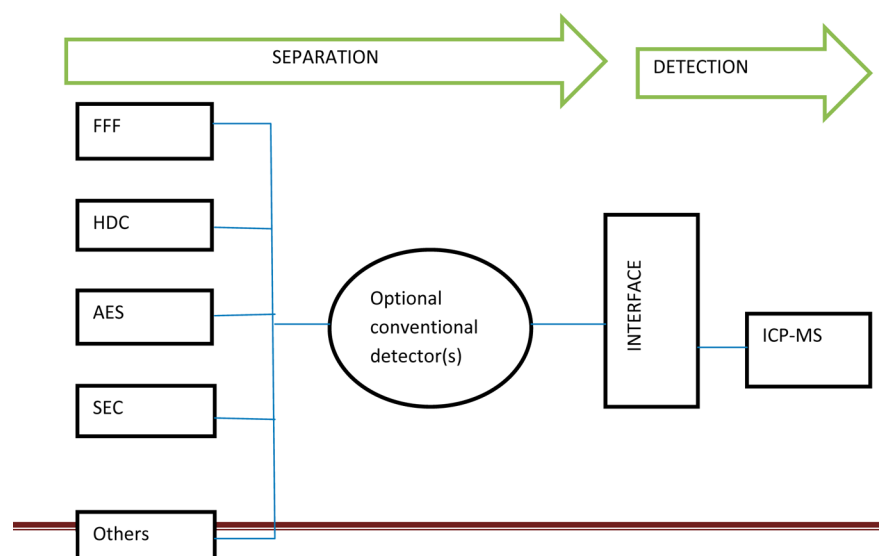 SEPARATION
DETECTION
FFF
HDC
AES
SEC
Others
Optional
conventional
detector(s)
INTERFACE
ICP-MS